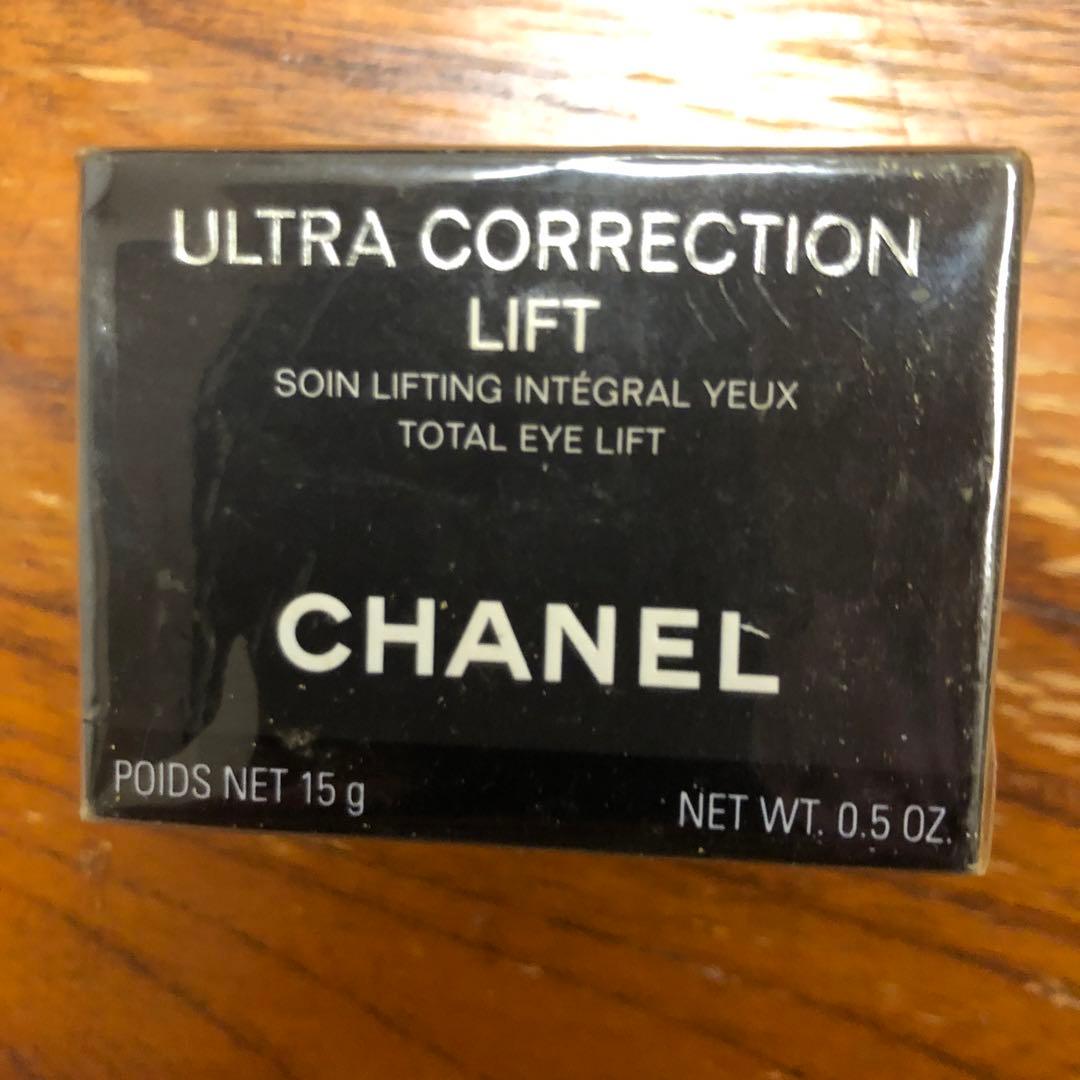 ULTRA CORRECTION
LIFT
SOIN LIFTING INTÉGRAL YEUX
TOTAL EYE LIFT
CHANEL
POIDS NET 15 g
NET WT. 0.5 OZ.